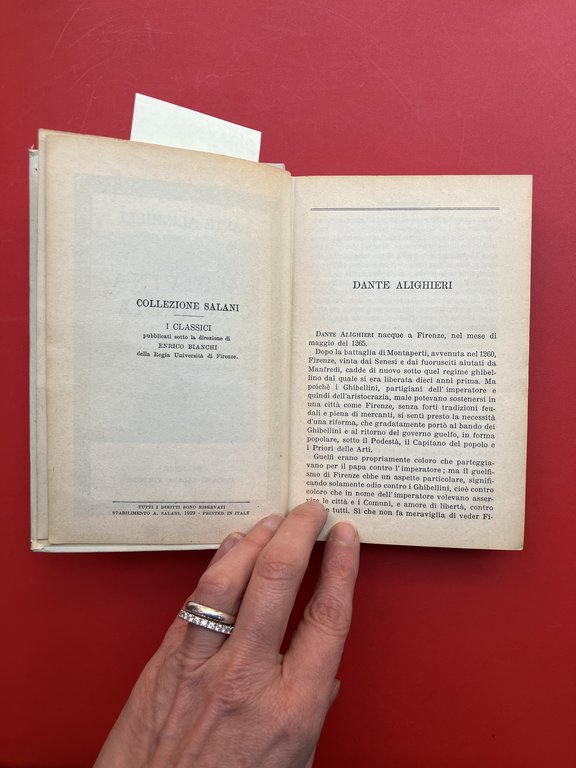 COLLEZIONE SALANI
I CLASSICI
pubblicati sotto la direzione di
ENRICO BIANCHI
della Regia Università di Firenze.
TUTTI I DIRITTI SONO RISERVATI
STABILIMENTO A. SALANI, 1929 - PRINTED IN ITALY
DANTE ALIGHIERI
DANTE ALIGHIERI nacque a Firenze, nel mese di
maggio del 1265.
Dopo la battaglia di Montaperti, avvenuta nel 1260,
Firenze, vinta dai Senesi e dai fuorusciti aiutati da
Manfredi, cadde di nuovo sotto quel regime ghibel-
lino dal quale si era liberata dieci anni prima. Ma
poichè i Ghibellini, partigiani dell'imperatore e
quindi dell'aristocrazia, male potevano sostenersi in
una città come Firenze, senza forti tradizioni feu-
dali e piena di mercanti, si sentì presto la necessità
d'una riforma, che gradatamente portò al bando dei
Ghibellini e al ritorno del governo guelfo, in forma
popolare, sotto il Podestà, il Capitano del popolo e
i Priori delle Arti.
Guelfi erano propriamente coloro che parteggia-
vano per il papa contro l'imperatore; ma il guelfi-
smo di Firenze ebbe un aspetto particolare, signifi-
cando solamente odio contro i Ghibellini, cioè contro
coloro che in nome dell'imperatore volevano asser-
vire le città e i Comuni, e amore di libertà, contro
e tutti. Sì che non fa meraviglia di veder Fi-